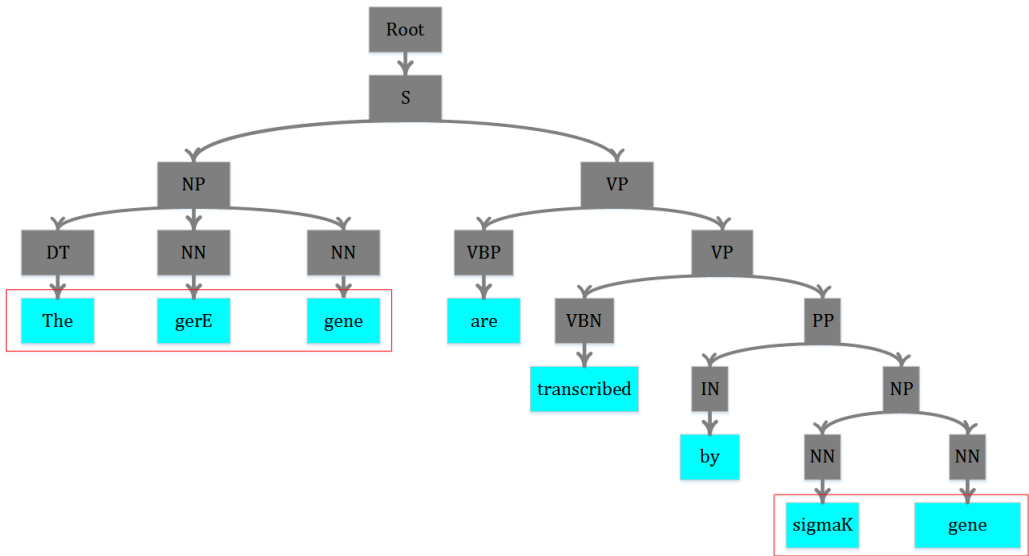 Root
S
NP VP
DT NN NN VBP VP
The gerE gene are VBN PP
transcribed IN NP
by NN NN
sigmaK gene